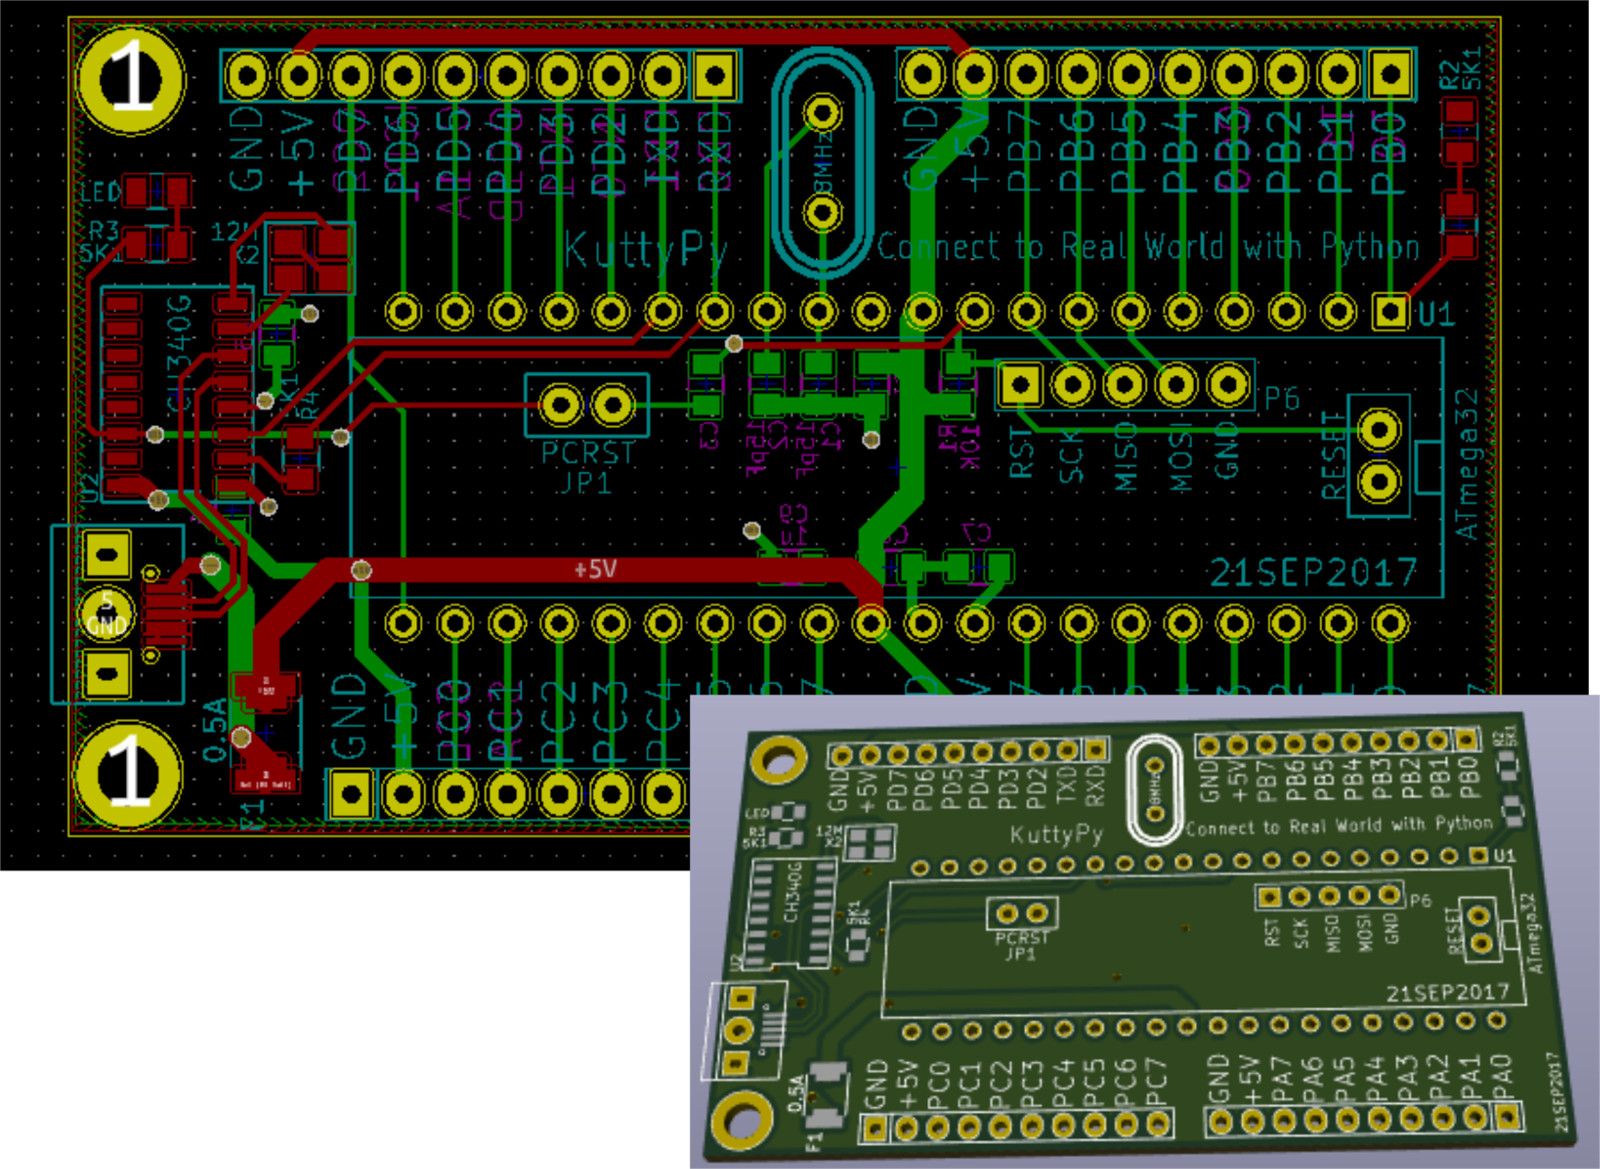 1
GND
+5V
PD7
PD6
PD5
PD4
PD3
PD2
TXD
RXD
8MHz
GND
+5V
PB7
PB6
PB5
PB4
PB3
PB2
PB1
PB0
R2
5K1
LED
R3
5K1
12M
X2
KuttyPy
Connect to Real World with Python
U1
CH340G
R4
5K1
U2
PCRST
JP1
C3
15pF
C2
15pF
C1
R1
10K
RST
SCK
MISO
MOSI
GND
P6
RESET
ATmega32
C7
21SEP2017
+5V
5
GND
0.5A
F1
1
GND
+5V
PC0
PC1
PC2
PC3
PC4
GND
+5V
PD7
PD6
PD5
PD4
PD3
PD2
TXD
RXD
8MHz
GND
+5V
PB7
PB6
PB5
PB4
PB3
PB2
PB1
PB0
R2
5K1
LED
R3
5K1
12M
X2
KuttyPy
Connect to Real World with Python
U1
CH340G
5K1
R4
U2
PCRST
JP1
RST
SCK
MISO
MOSI
GND
P6
RESET
ATmega32
21SEP2017
0.5A
F1
GND
+5V
PC0
PC1
PC2
PC3
PC4
PC5
PC6
PC7
GND
+5V
PA7
PA6
PA5
PA4
PA3
PA2
PA1
PA0
21SEP2017